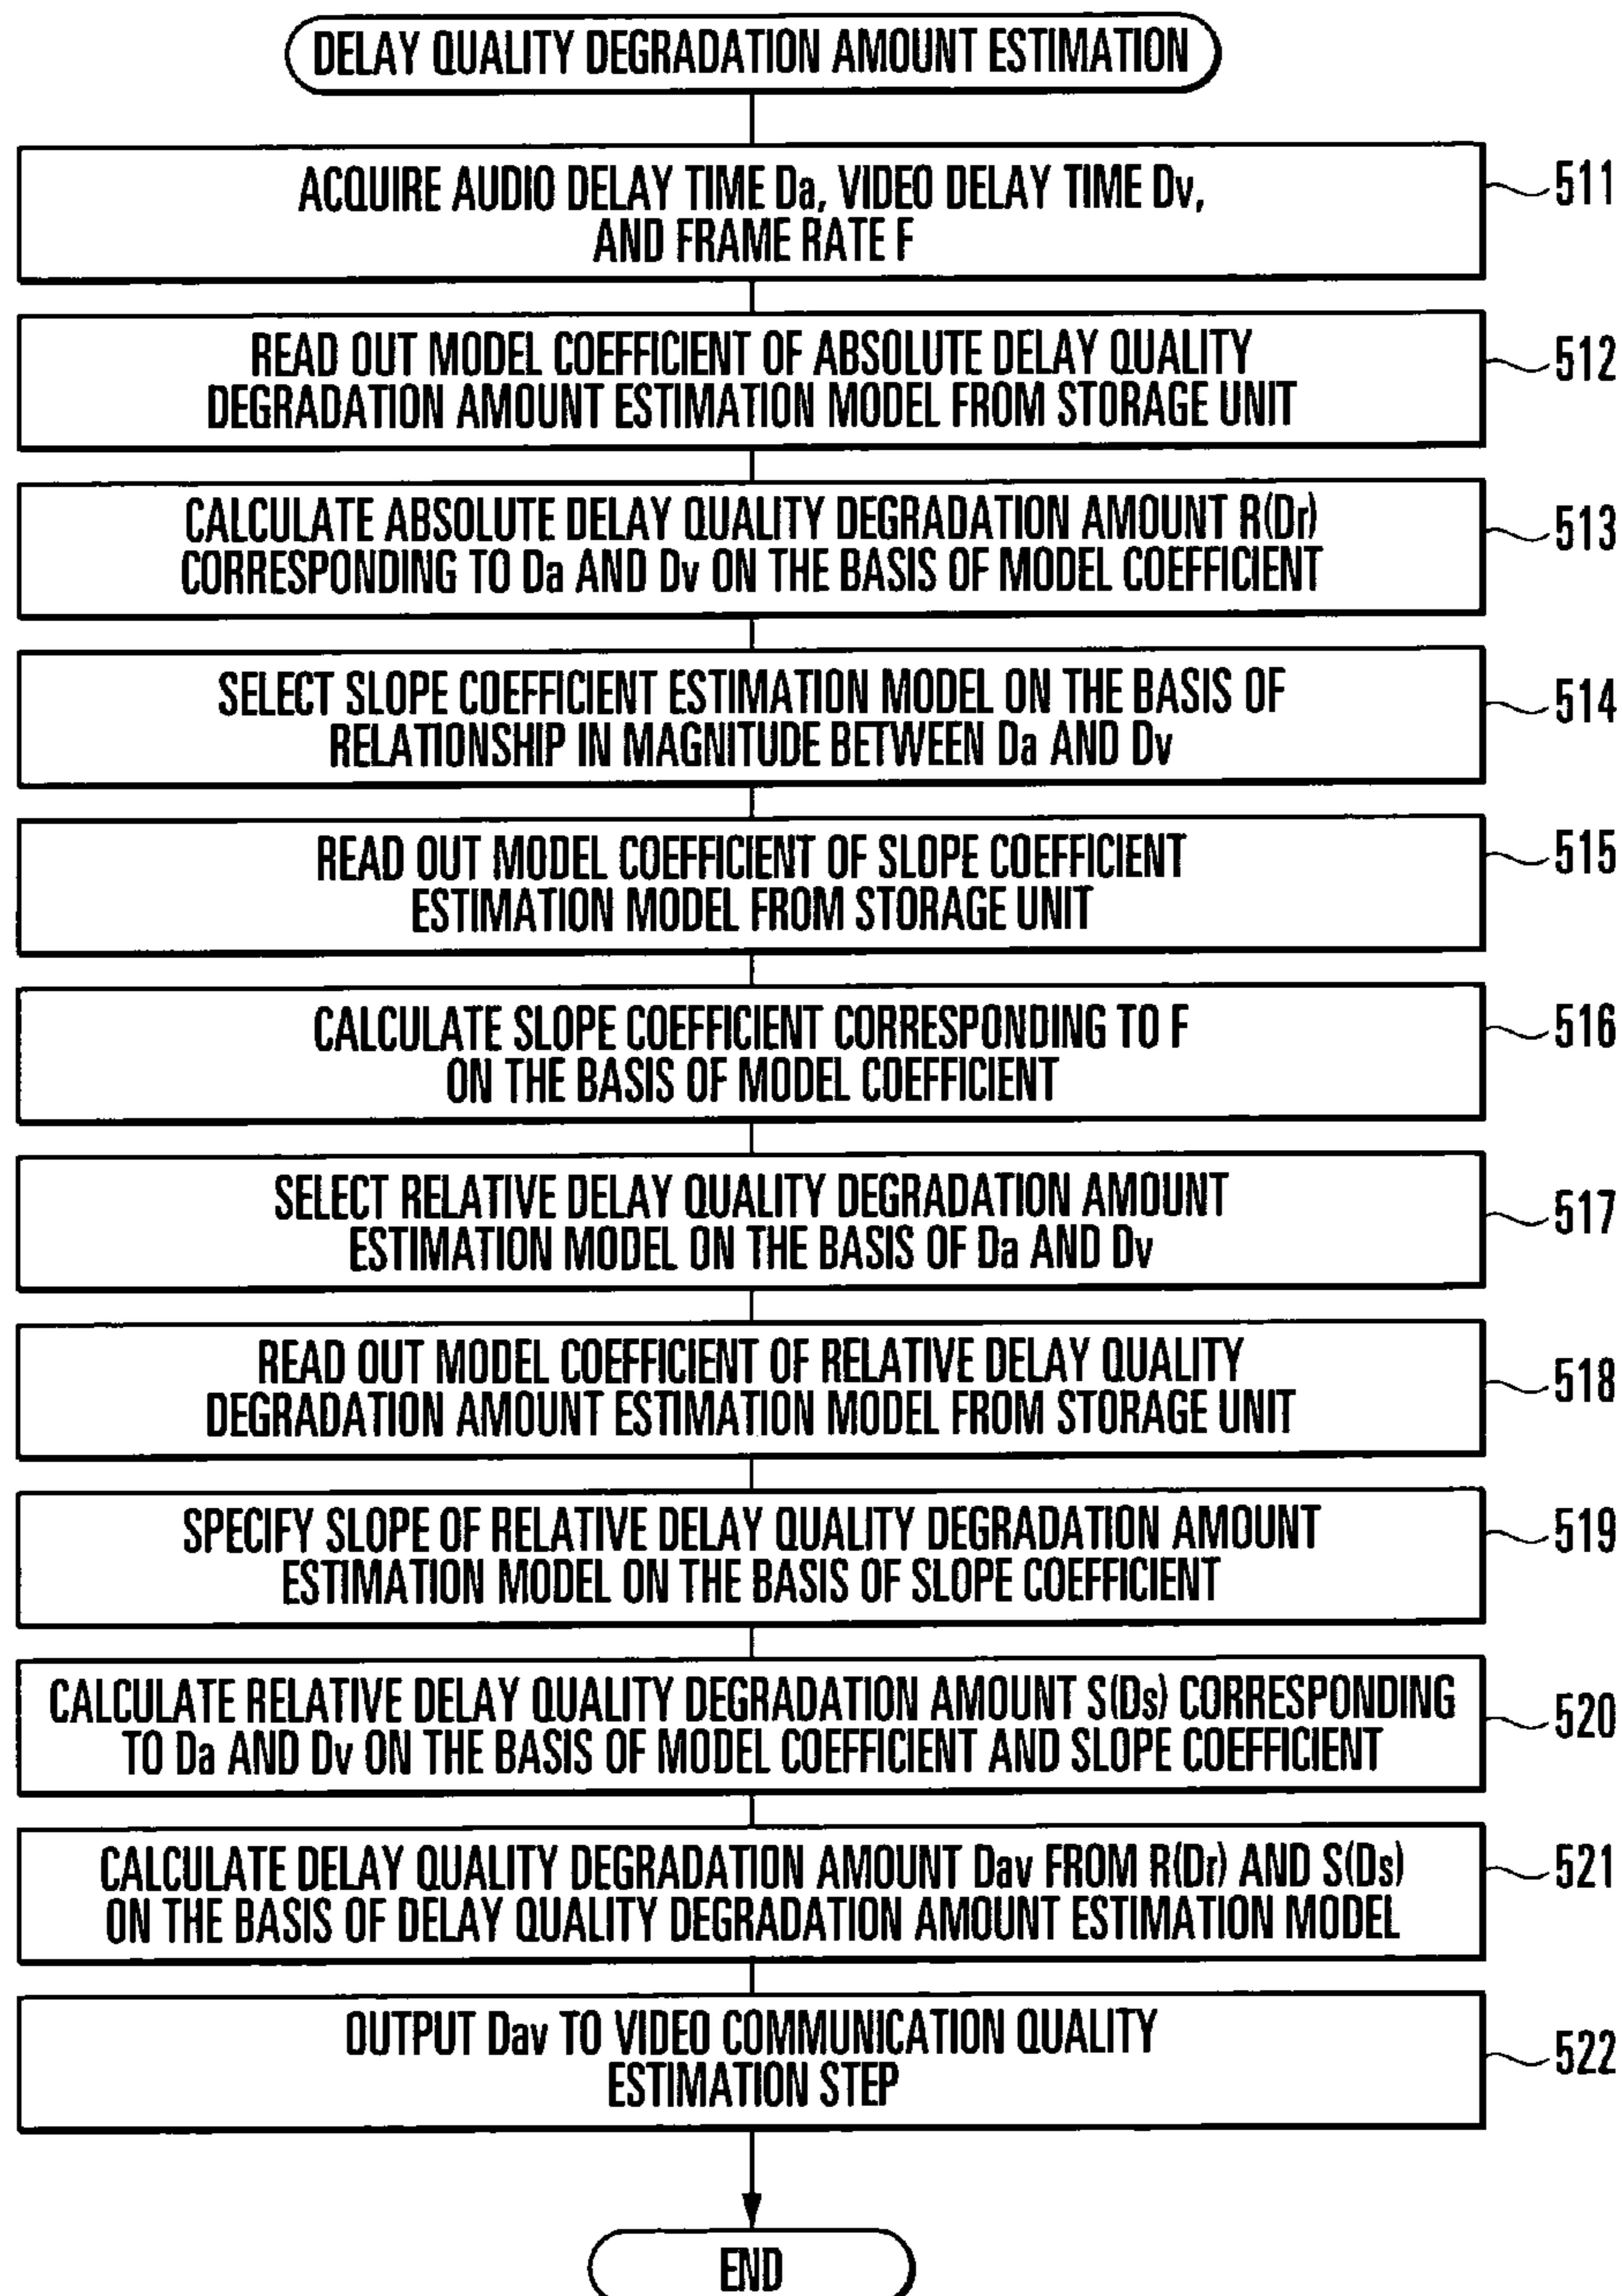 DELAY QUALITY DEGRADATION AMOUNT ESTIMATION
ACQUIRE AUDIO DELAY TIME Da, VIDEO DELAY TIME Dv,
AND FRAME RATE F
511
READ OUT MODEL COEFFICIENT OF ABSOLUTE DELAY QUALITY
DEGRADATION AMOUNT ESTIMATION MODEL FROM STORAGE UNIT
512
CALCULATE ABSOLUTE DELAY QUALITY DEGRADATION AMOUNT R(Dr)
CORRESPONDING TO Da AND Dv ON THE BASIS OF MODEL COEFFICIENT
513
SELECT SLOPE COEFFICIENT ESTIMATION MODEL ON THE BASIS OF
RELATIONSHIP IN MAGNITUDE BETWEEN Da AND Dv
514
READ OUT MODEL COEFFICIENT OF SLOPE COEFFICIENT
ESTIMATION MODEL FROM STORAGE UNIT
515
CALCULATE SLOPE COEFFICIENT CORRESPONDING TO F
ON THE BASIS OF MODEL COEFFICIENT
516
SELECT RELATIVE DELAY QUALITY DEGRADATION AMOUNT
ESTIMATION MODEL ON THE BASIS OF Da AND Dv
517
READ OUT MODEL COEFFICIENT OF RELATIVE DELAY QUALITY
DEGRADATION AMOUNT ESTIMATION MODEL FROM STORAGE UNIT
518
SPECIFY SLOPE OF RELATIVE DELAY QUALITY DEGRADATION AMOUNT
ESTIMATION MODEL ON THE BASIS OF SLOPE COEFFICIENT
519
CALCULATE RELATIVE DELAY QUALITY DEGRADATION AMOUNT S(Ds) CORRESPONDING
TO Da AND Dv ON THE BASIS OF MODEL COEFFICIENT AND SLOPE COEFFICIENT
520
CALCULATE DELAY QUALITY DEGRADATION AMOUNT Dav FROM R(Dr) AND S(Ds)
ON THE BASIS OF DELAY QUALITY DEGRADATION AMOUNT ESTIMATION MODEL
521
OUTPUT Dav TO VIDEO COMMUNICATION QUALITY
ESTIMATION STEP
522
END